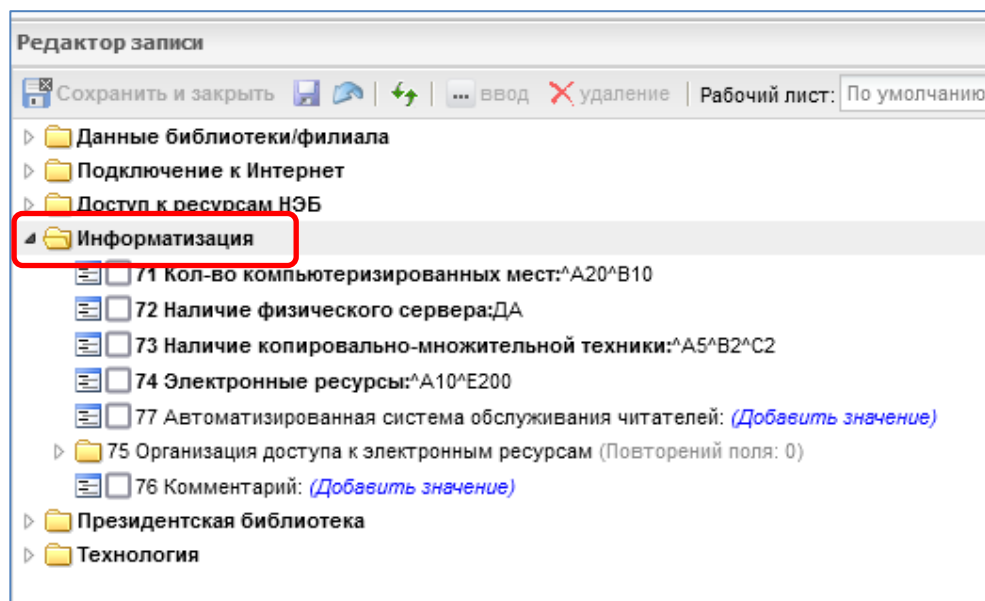 Редактор записи
Сохранить и закрыть ... ввод удаление Рабочий лист: По умолчанию
Данные библиотеки/филиала
Подключение к Интернет
Доступ к ресурсам НЭБ
Информатизация
71 Кол-во компьютеризированных мест:^A20^B10
72 Наличие физического сервера:ДА
73 Наличие копировально-множительной техники:^A5^B2^C2
74 Электронные ресурсы:^A10^E200
77 Автоматизированная система обслуживания читателей: (Добавить значение)
75 Организация доступа к электронным ресурсам (Повторений поля: 0)
76 Комментарий: (Добавить значение)
Президентская библиотека
Технология